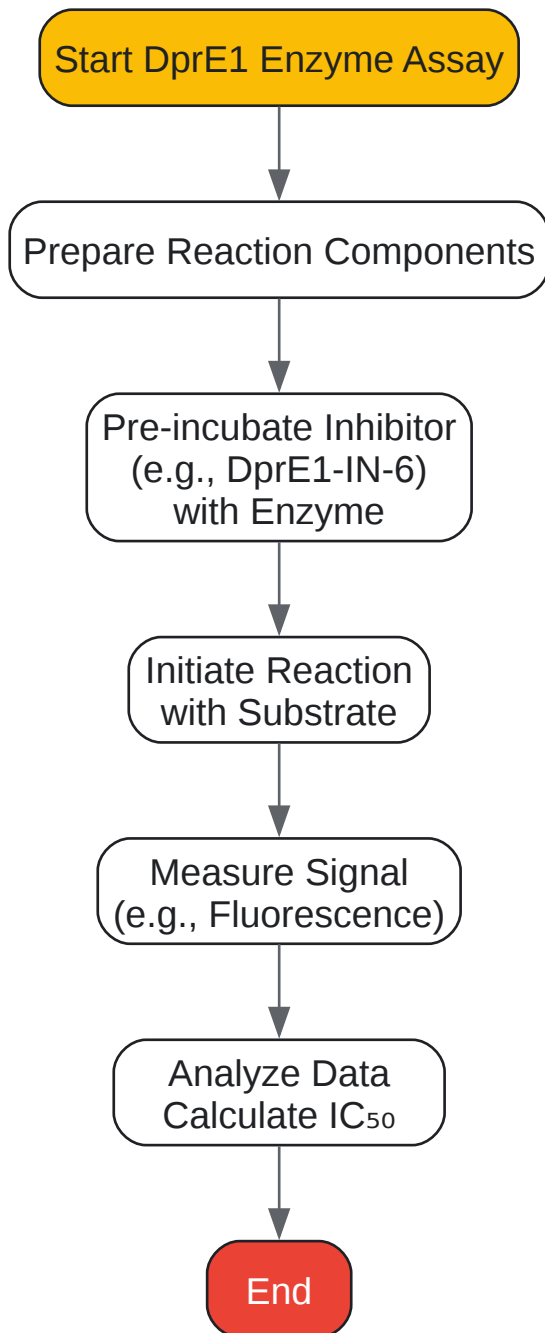 Start DprE1 Enzyme Assay
Prepare Reaction Components
Pre-incubate Inhibitor
(e.g., DprE1-IN-6)
with Enzyme
Initiate Reaction
with Substrate
Measure Signal
(e.g., Fluorescence)
Analyze Data
Calculate IC₅₀
End